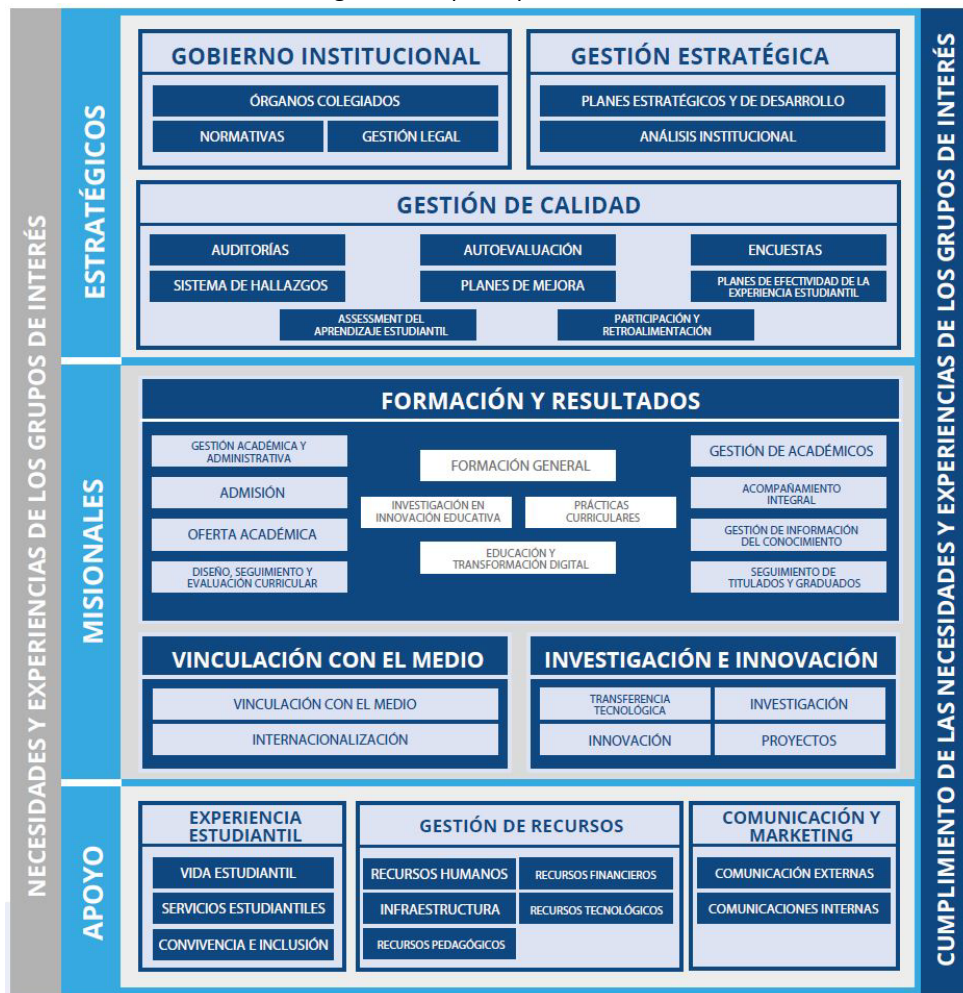 NECESIDADES Y EXPERIENCIAS DE LOS GRUPOS DE INTERÉS
ESTRATÉGICOS
GOBIERNO INSTITUCIONAL
ÓRGANOS COLEGIADOS
NORMATIVAS
GESTIÓN LEGAL
GESTIÓN ESTRATÉGICA
PLANES ESTRATÉGICOS Y DE DESARROLLO
ANÁLISIS INSTITUCIONAL
GESTIÓN DE CALIDAD
AUDITORÍAS
AUTOEVALUACIÓN
ENCUESTAS
SISTEMA DE HALLAZGOS
PLANES DE MEJORA
PLANES DE EFECTIVIDAD DE LA
EXPERIENCIA ESTUDIANTIL
ASSESSMENT DEL
APRENDIZAJE ESTUDIANTIL
PARTICIPACIÓN Y
RETROALIMENTACIÓN
MISIONALES
FORMACIÓN Y RESULTADOS
GESTIÓN ACADÉMICA Y
ADMINISTRATIVA
ADMISIÓN
OFERTA ACADÉMICA
DISEÑO, SEGUIMIENTO Y
EVALUACIÓN CURRICULAR
FORMACIÓN GENERAL
INVESTIGACIÓN EN
INNOVACIÓN EDUCATIVA
PRÁCTICAS
CURRICULARES
EDUCACIÓN Y
TRANSFORMACIÓN DIGITAL
GESTIÓN DE ACADÉMICOS
ACOMPAÑAMIENTO
INTEGRAL
GESTIÓN DE INFORMACIÓN
DEL CONOCIMIENTO
SEGUIMIENTO DE
TITULADOS Y GRADUADOS
VINCULACIÓN CON EL MEDIO
VINCULACIÓN CON EL MEDIO
INTERNACIONALIZACIÓN
INVESTIGACIÓN E INNOVACIÓN
TRANSFERENCIA
TECNOLÓGICA
INVESTIGACIÓN
INNOVACIÓN
PROYECTOS
APOYO
EXPERIENCIA
ESTUDIANTIL
VIDA ESTUDIANTIL
SERVICIOS ESTUDIANTILES
CONVIVENCIA E INCLUSIÓN
GESTIÓN DE RECURSOS
RECURSOS HUMANOS
RECURSOS FINANCIEROS
INFRAESTRUCTURA
RECURSOS TECNOLÓGICOS
RECURSOS PEDAGÓGICOS
COMUNICACIÓN Y
MARKETING
COMUNICACIÓN EXTERNAS
COMUNICACIONES INTERNAS
CUMPLIMIENTO DE LAS NECESIDADES Y EXPERIENCIAS DE LOS GRUPOS DE INTERÉS